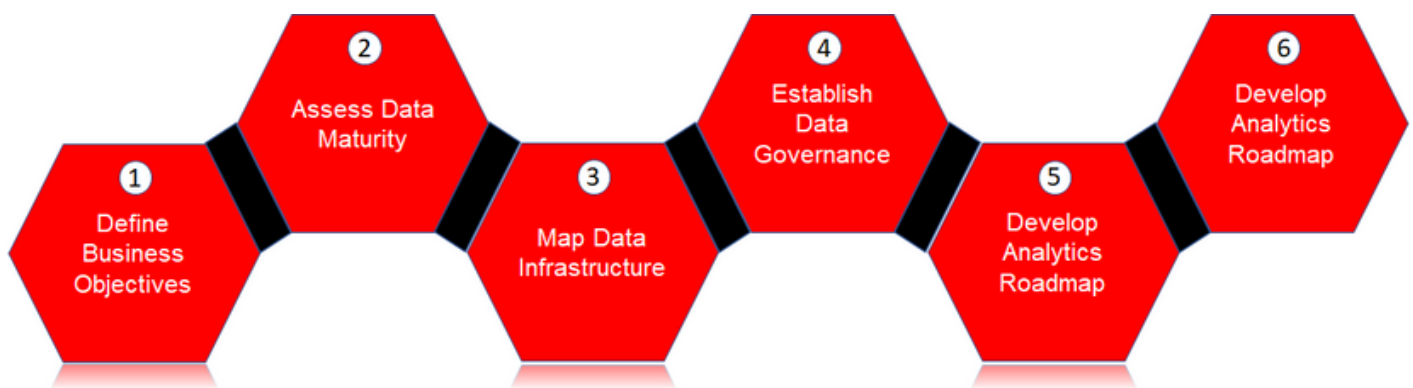 1
Define
Business
Objectives
2
Assess Data
Maturity
3
Map Data
Infrastructure
4
Establish
Data
Governance
5
Develop
Analytics
Roadmap
6
Develop
Analytics
Roadmap